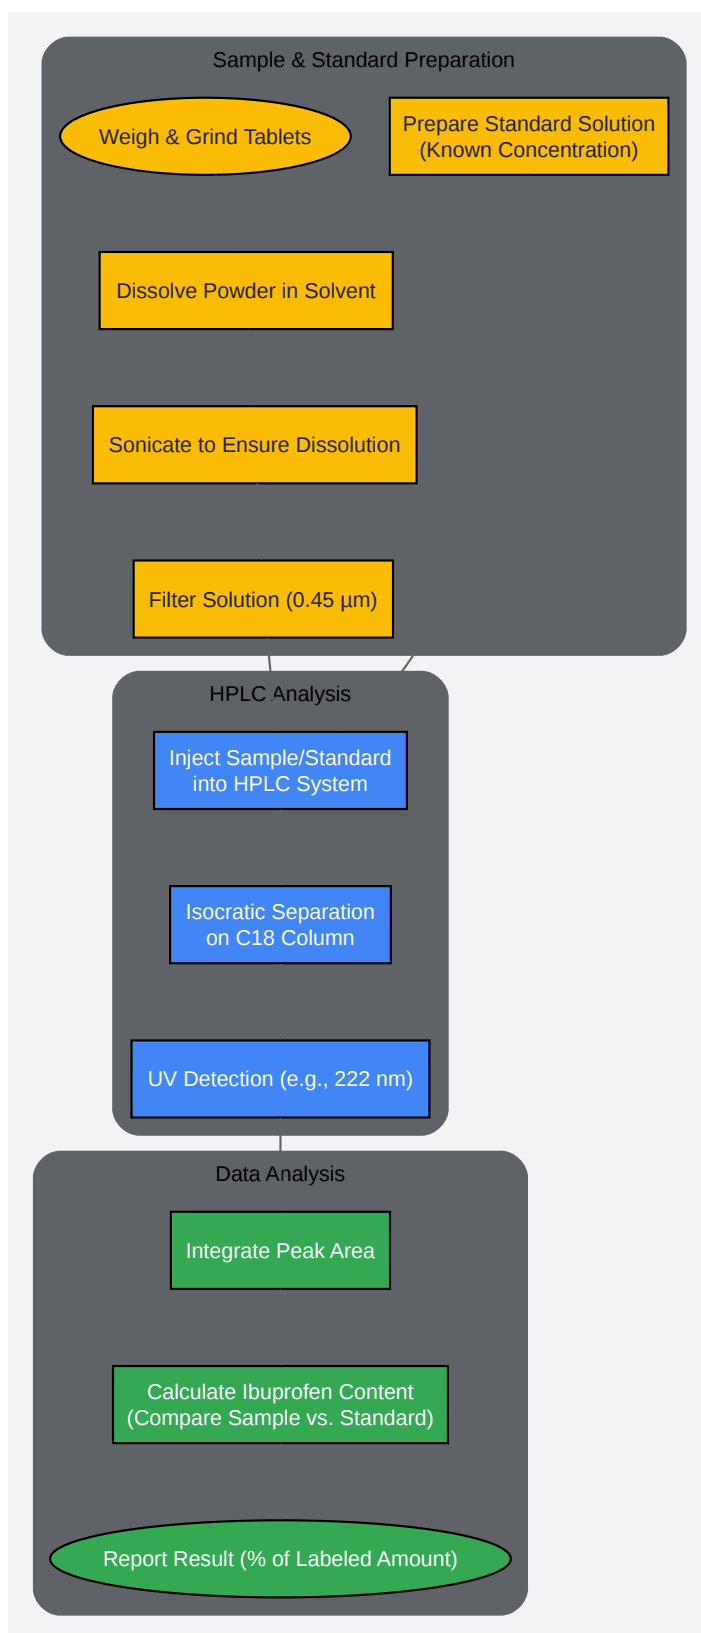 Sample & Standard Preparation
Weigh & Grind Tablets
Prepare Standard Solution
(Known Concentration)
Dissolve Powder in Solvent
Sonicate to Ensure Dissolution
Filter Solution (0.45 µm)
HPLC Analysis
Inject Sample/Standard
into HPLC System
Isocratic Separation
on C18 Column
UV Detection (e.g., 222 nm)
Data Analysis
Integrate Peak Area
Calculate Ibuprofen Content
(Compare Sample vs. Standard)
Report Result (% of Labeled Amount)